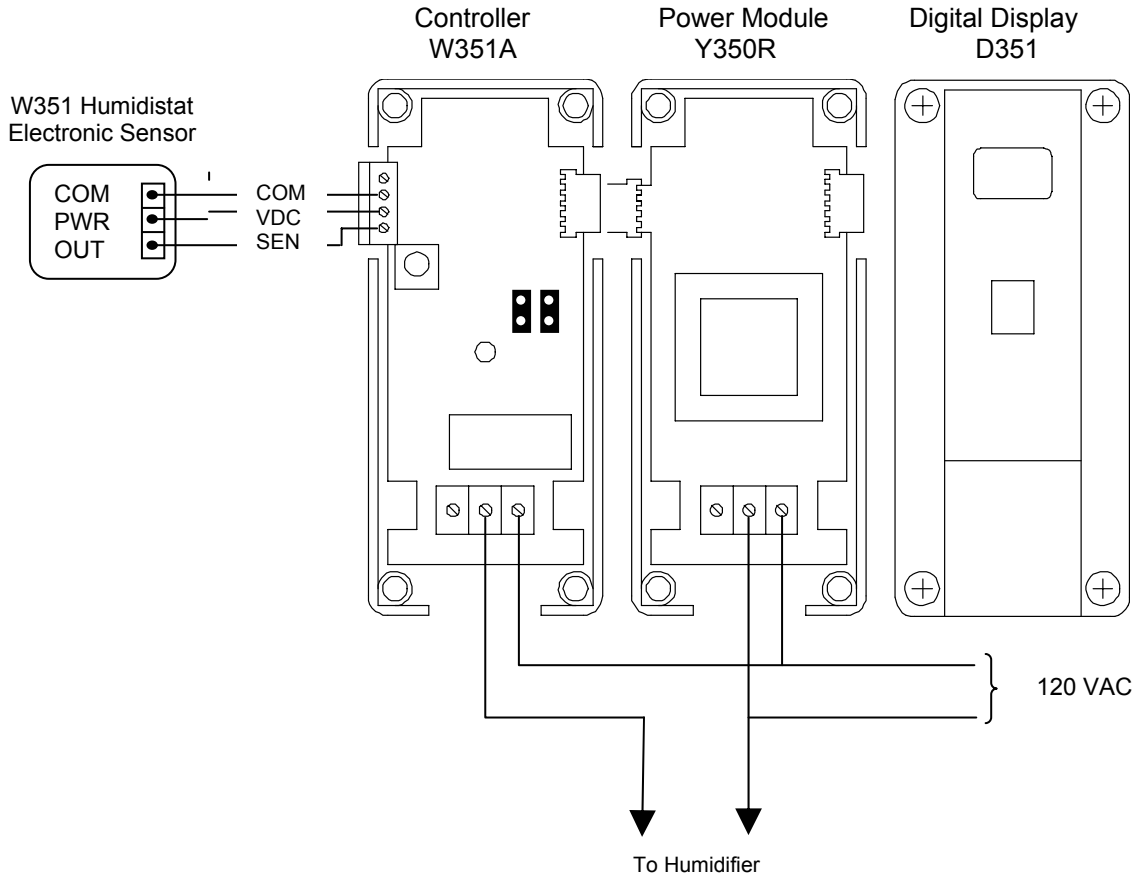 Controller
W351A
Power Module
Y350R
Digital Display
D351
W351 Humidistat
Electronic Sensor
COM
PWR
OUT
COM
VDC
SEN
120 VAC
To Humidifier